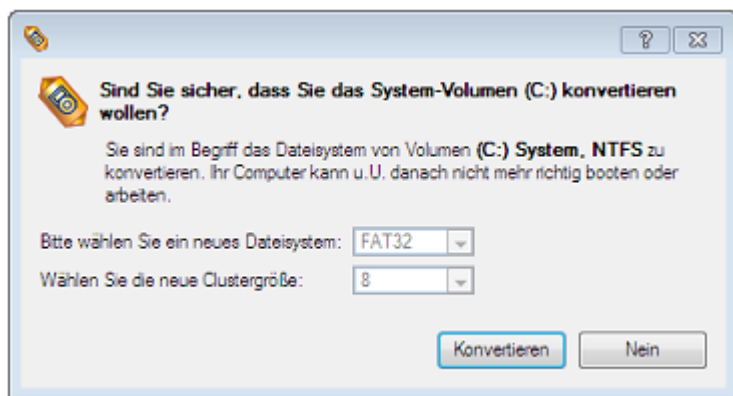 Sind Sie sicher, dass Sie das System-Volumen (C:) konvertieren
wollen?
Sie sind im Begriff das Dateisystem von Volumen (C:) System, NTFS zu
konvertieren. Ihr Computer kann u.U. danach nicht mehr richtig booten oder
arbeiten.
Bitte wählen Sie ein neues Dateisystem: FAT32
Wählen Sie die neue Clustergröße: 8
Konvertieren Nein